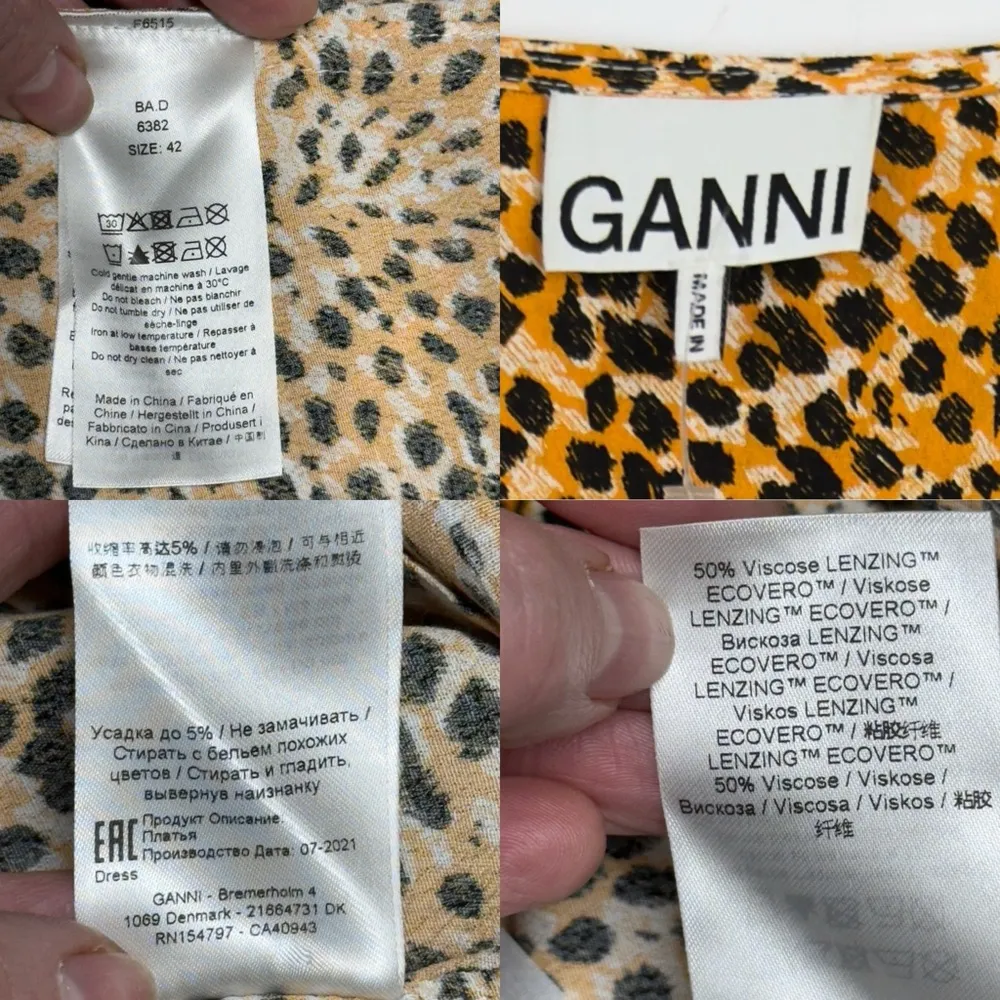 F6515
BA.D
6382
SIZE: 42
30
Cold gentle machine wash / Lavage
délicat en machine à 30°C
Do not bleach / Ne pas blanchir
Do not tumble dry / Ne pas utiliser de
sèche-linge
Iron at low temperature / Repasser à
basse température
Do not dry clean / Ne pas nettoyer à
sec
Made in China / Fabriqué en
Chine / Hergestellt in China /
Fabbricato in Cina / Produsert i
Kina / Сделано в Китае / 中国制
造
GANNI
MADE IN
收缩率高达5% / 请勿浸泡 / 可与相近
颜色衣物混洗 / 内里外翻洗涤和熨烫
Усадка до 5% / Не замачивать /
Стирать с бельем похожих
цветов / Стирать и гладить,
вывернув наизнанку
EAC Продукт Описание:
Платья
Производство Дата: 07-2021
Dress
GANNI - Bremerholm 4
1069 Denmark - 21864731 DK
RN154797 - CA40943
50% Viscose LENZING™
ECOVERO™ / Viskose
LENZING™ ECOVERO™ /
Вискоза LENZING™
ECOVERO™ / Viscosa
LENZING™ ECOVERO™ /
Viskos LENZING™
ECOVERO™ / 粘胶纤维
LENZING™ ECOVERO™
50% Viscose / Viskose /
Вискоза / Viscosa / Viskos / 粘胶
纤维